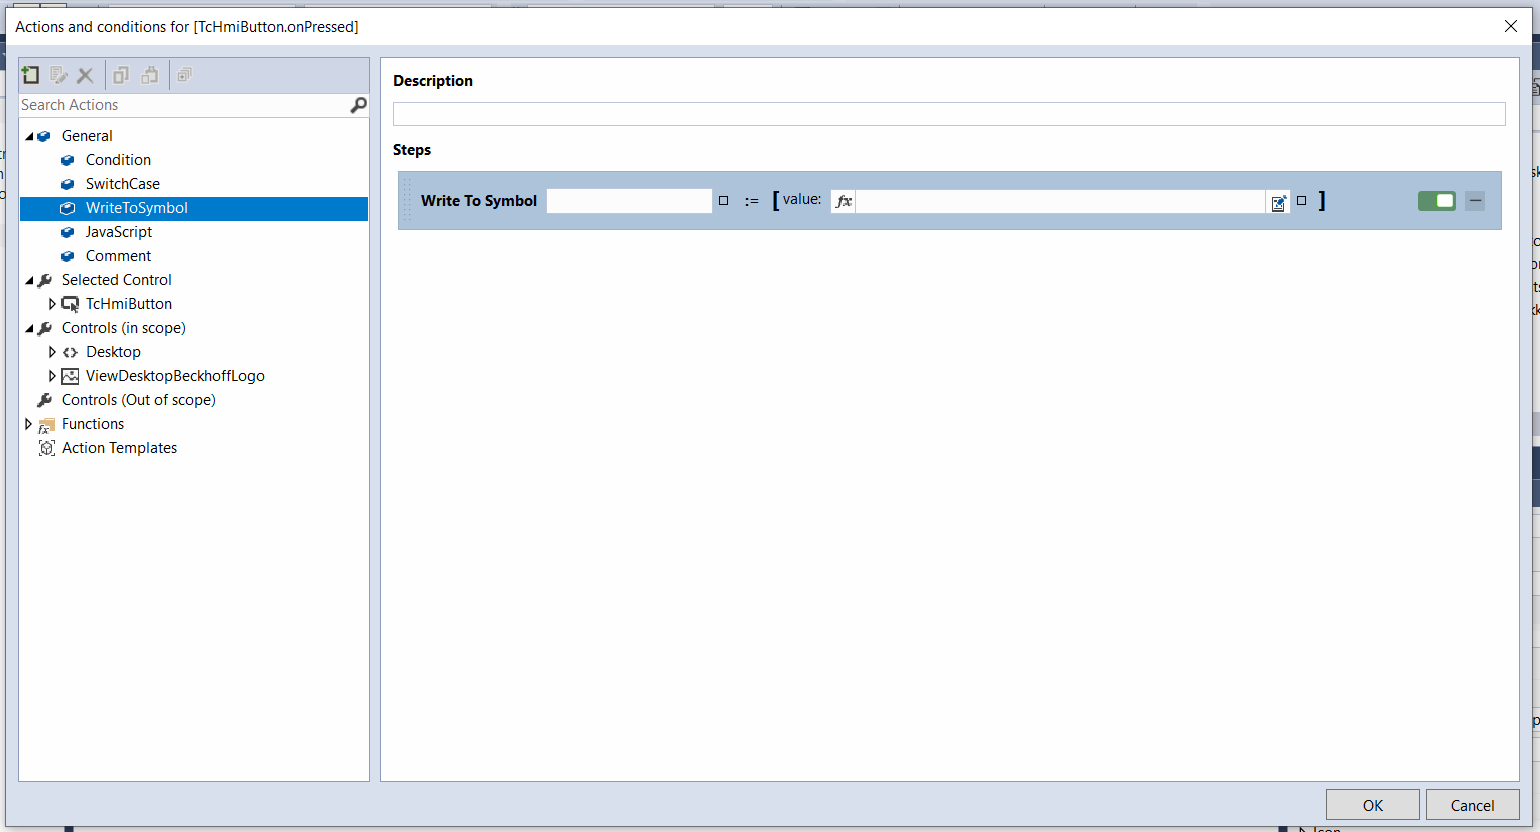 Actions and conditions for [TcHmiButton.onPressed]
Search Actions
General
Condition
SwitchCase
WriteToSymbol
JavaScript
Comment
Selected Control
TcHmiButton
Controls (in scope)
Desktop
ViewDesktopBeckhoffLogo
Controls (Out of scope)
Functions
Action Templates
Description
Steps
Write To Symbol := [ value: fx ]
OK Cancel